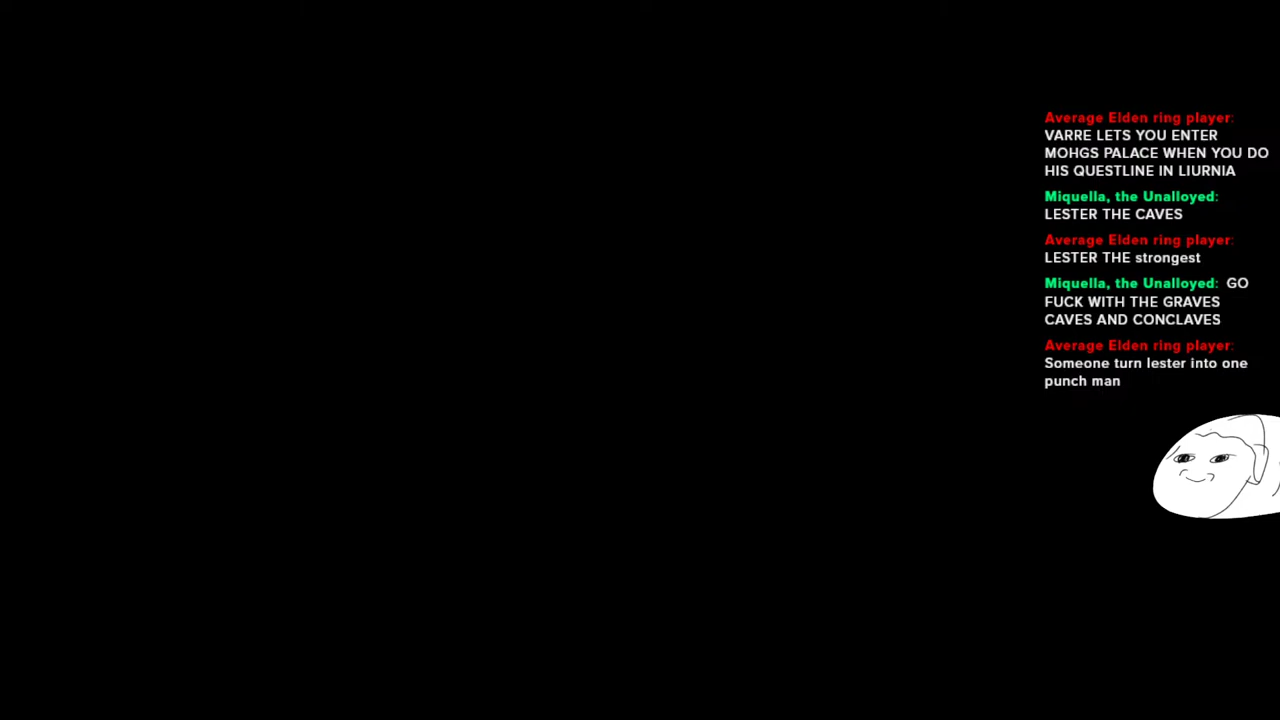 Average Elden ring player:
VARRE LETS YOU ENTER
MOHGS PALACE WHEN YOU DO
HIS QUESTLINE IN LIURNIA
Miquella, the Unalloyed:
LESTER THE CAVES
Average Elden ring player:
LESTER THE strongest
Miquella, the Unalloyed: GO
FUCK WITH THE GRAVES
CAVES AND CONCLAVES
Average Elden ring player:
Someone turn lester into one
punch man